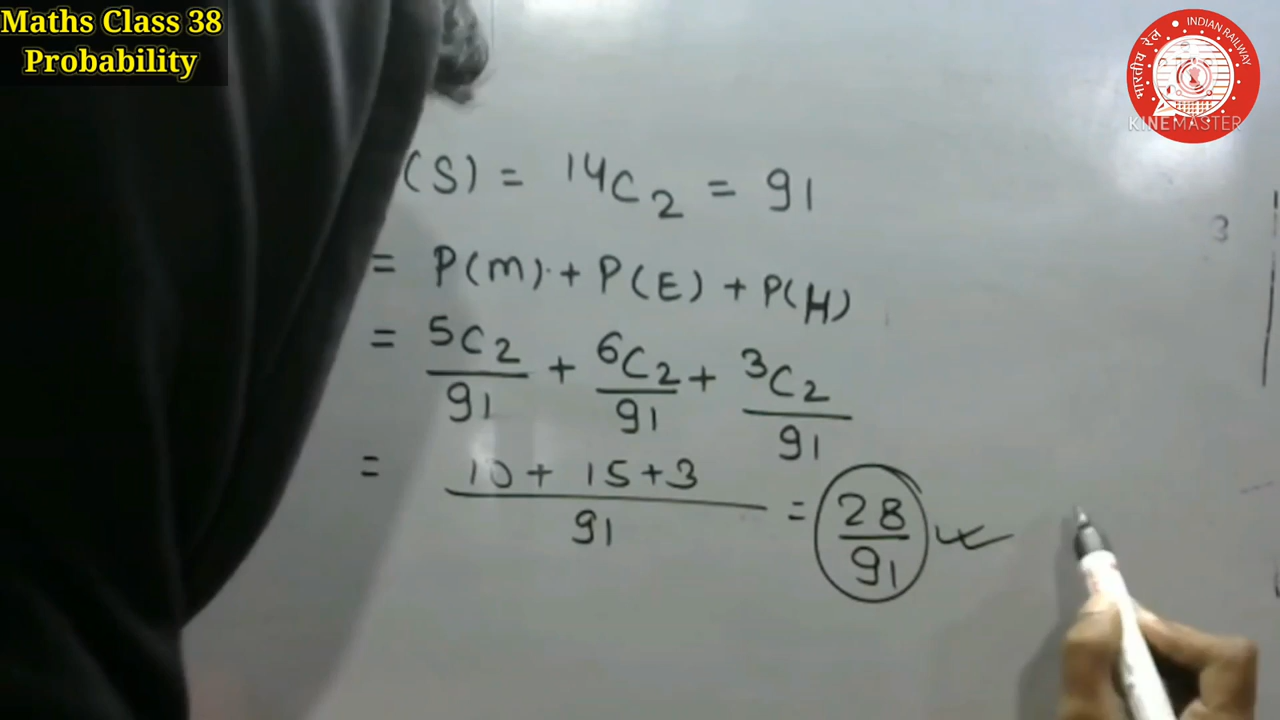 Maths Class 38
Probability
भारतीय रेल INDIAN RAILWAY
KINEMASTER
(S) = ¹⁴C₂ = 91
= P(M) + P(E) + P(H)
= ⁵C₂/91 + ⁶C₂/91 + ³C₂/91
= 10 + 15 + 3 / 91 = 28/91
3